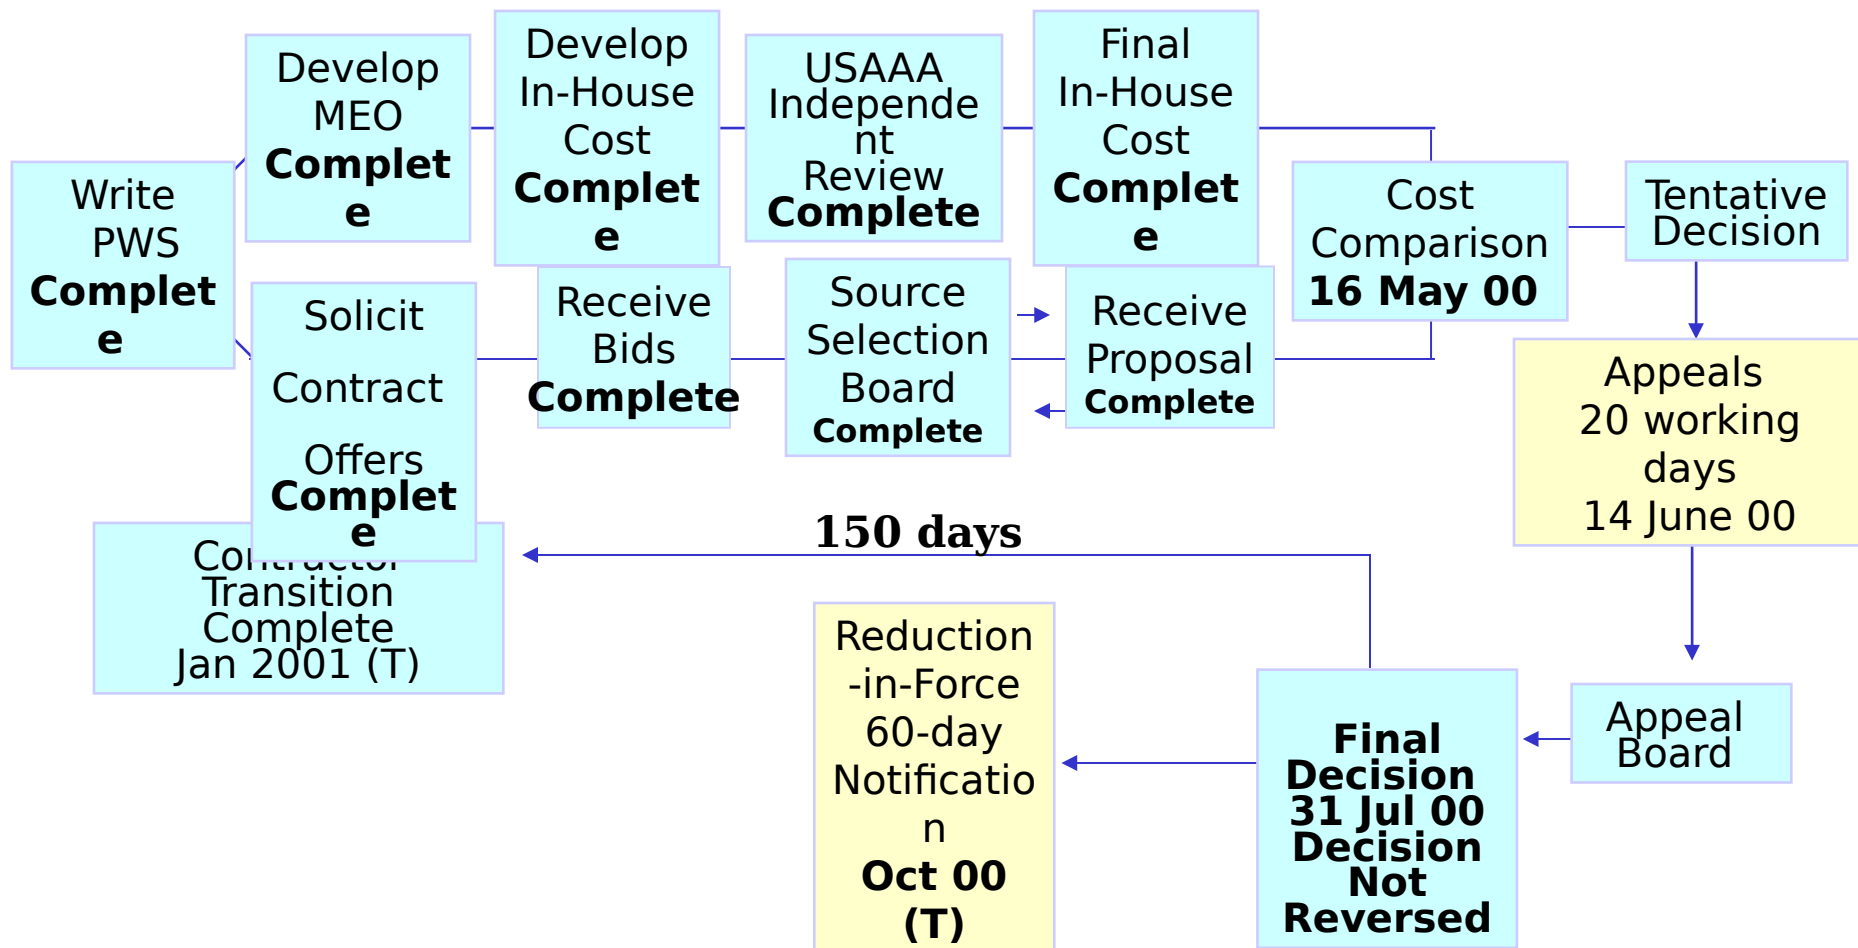 Write
PWS
Complet
e
Develop
MEO
Complet
e
Develop
In-House
Cost
Complet
e
USAAA
Independe
nt
Review
Complete
Final
In-House
Cost
Complet
e
Solicit
Contract
Offers
Complet
e
Receive
Bids
Complete
Source
Selection
Board
Complete
Receive
Proposal
Complete
Cost
Comparison
16 May 00
Tentative
Decision
Appeals
20 working
days
14 June 00
Appeal
Board
Final
Decision
31 Jul 00
Decision
Not
Reversed
150 days
Reduction
-in-Force
60-day
Notificatio
n
Oct 00
(T)
Contractor
Transition
Complete
Jan 2001 (T)